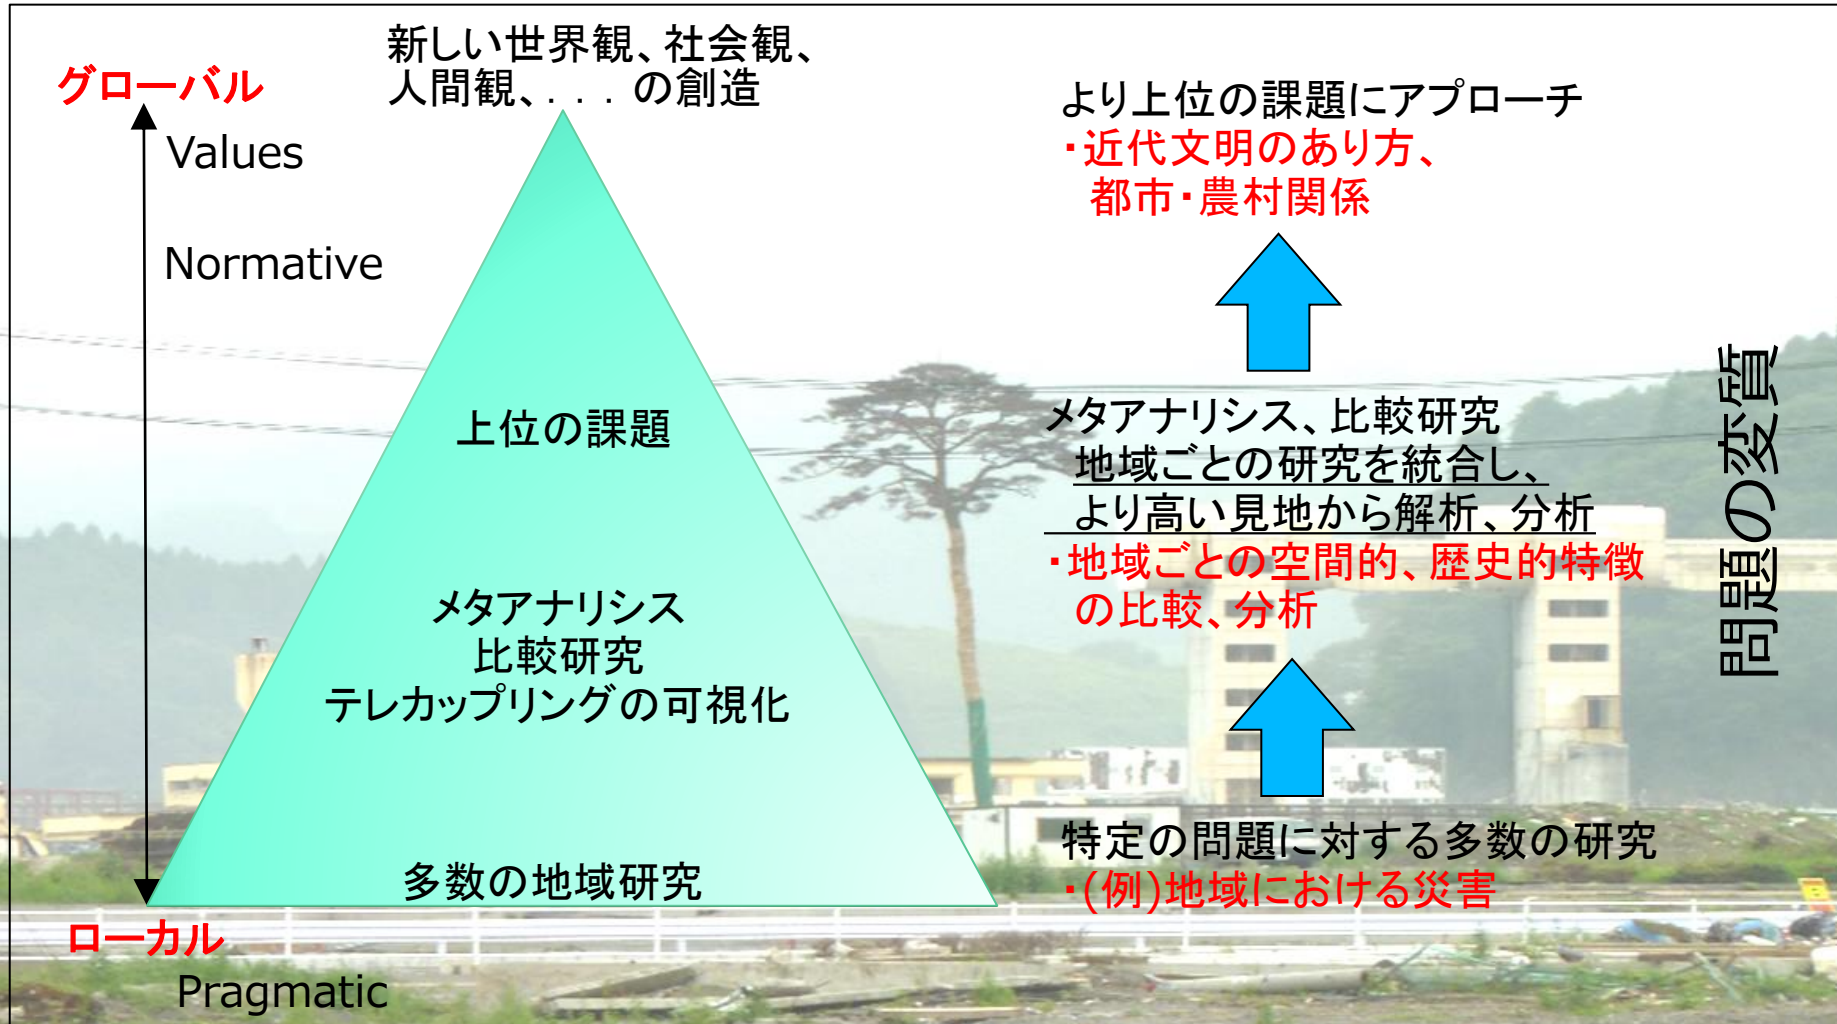 新しい世界観、社会観、
人間観、. . . の創造
グローバル
Values
Normative
上位の課題
メタアナリシス
比較研究
テレカップリングの可視化
多数の地域研究
ローカル
Pragmatic
より上位の課題にアプローチ
・近代文明のあり方、
都市・農村関係
メタアナリシス、比較研究
地域ごとの研究を統合し、
より高い見地から解析、分析
・地域ごとの空間的、歴史的特徴
の比較、分析
特定の問題に対する多数の研究
・(例)地域における災害
問題の変質